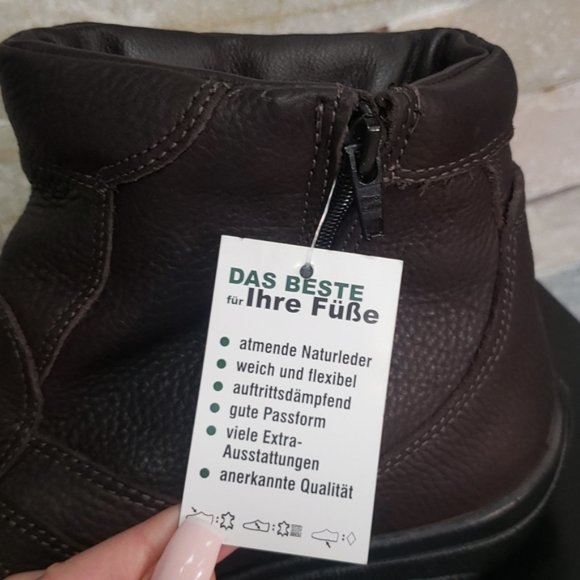 DAS BESTE
für Ihre Füße
atmende Naturleder
weich und flexibel
auftrittsdämpfend
gute Passform
viele Extra-
Ausstattungen
anerkannte Qualität